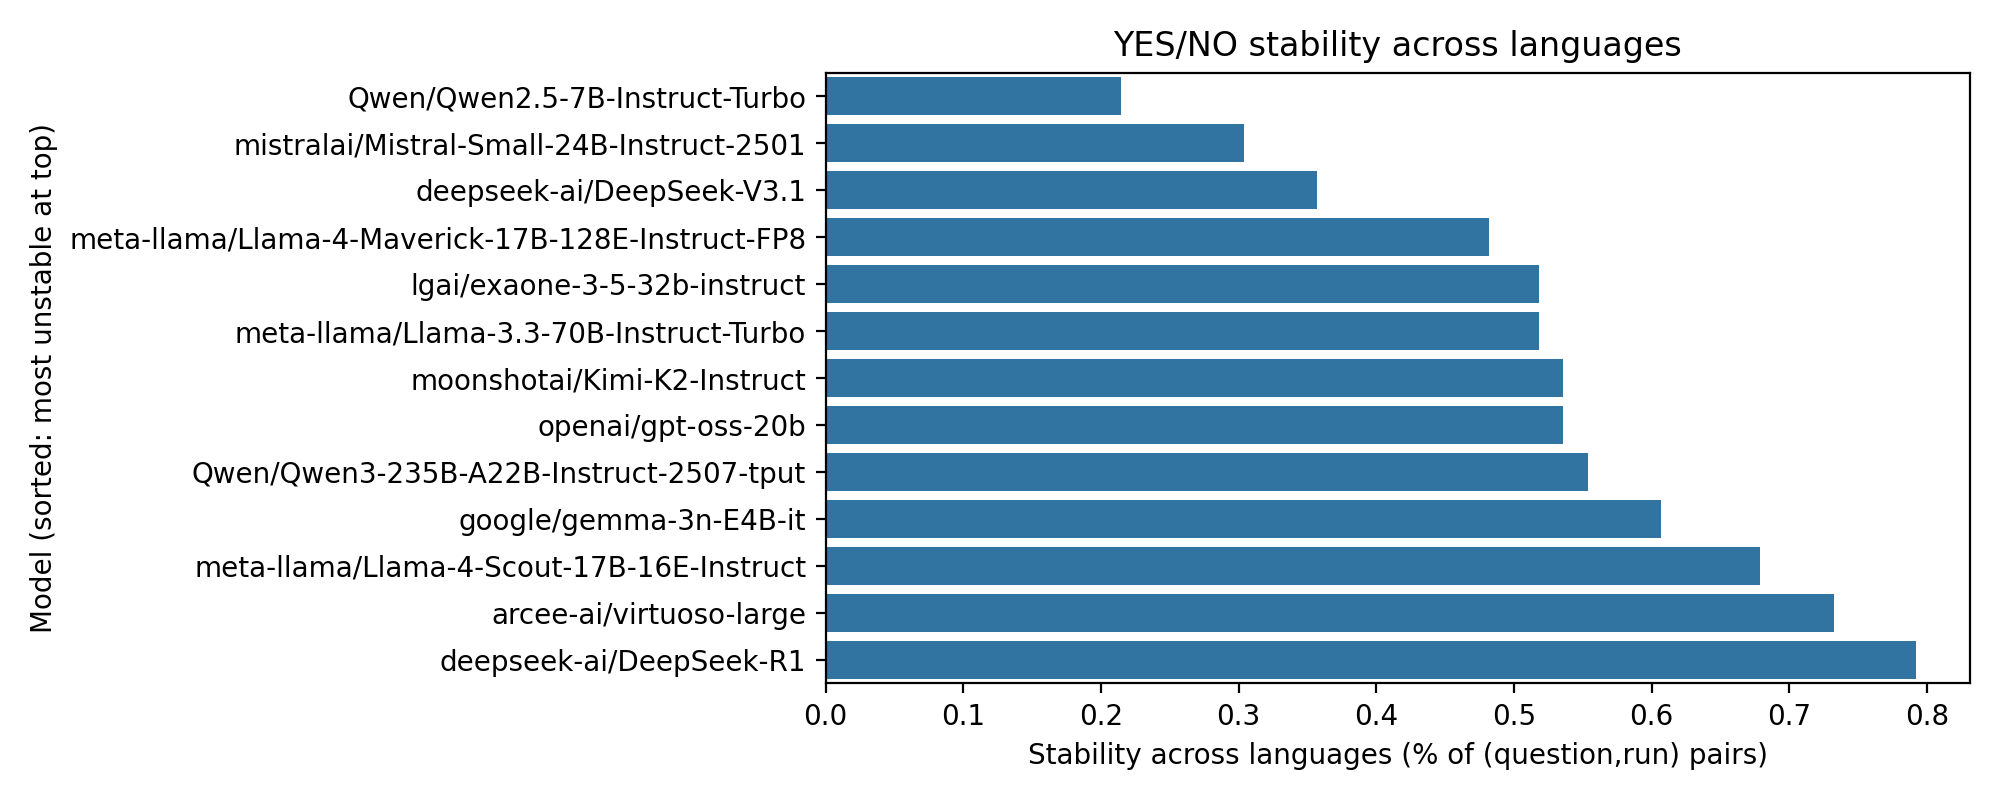 YES/NO stability across languages
Model (sorted: most unstable at top)
Qwen/Qwen2.5-7B-Instruct-Turbo
mistralai/Mistral-Small-24B-Instruct-2501
deepseek-ai/DeepSeek-V3.1
meta-llama/Llama-4-Maverick-17B-128E-Instruct-FP8
lgai/exaone-3-5-32b-instruct
meta-llama/Llama-3.3-70B-Instruct-Turbo
moonshotai/Kimi-K2-Instruct
openai/gpt-oss-20b
Qwen/Qwen3-235B-A22B-Instruct-2507-tput
google/gemma-3n-E4B-it
meta-llama/Llama-4-Scout-17B-16E-Instruct
arcee-ai/virtuoso-large
deepseek-ai/DeepSeek-R1
0.0 0.1 0.2 0.3 0.4 0.5 0.6 0.7 0.8
Stability across languages (% of (question,run) pairs)